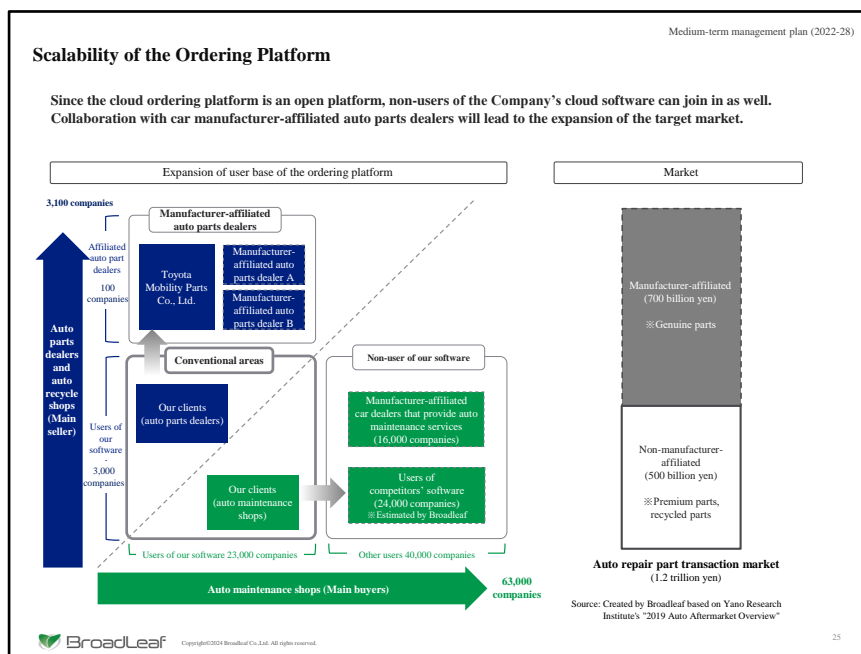 Medium-term management plan (2022-28)
Scalability of the Ordering Platform
Since the cloud ordering platform is an open platform, non-users of the Company's cloud software can join in as well.
Collaboration with car manufacturer-affiliated auto parts dealers will lead to the expansion of the target market.
Expansion of user base of the ordering platform
Market
3,100 companies
Auto
parts
dealers
and
auto
recycle
shops
(Main
seller)
Affiliated
auto part
dealers
100
companies
Users of
our
software
3,000
companies
Manufacturer-affiliated
auto parts dealers
Toyota
Mobility Parts
Co., Ltd.
Manufacturer-
affiliated auto
parts dealer A
Manufacturer-
affiliated auto
parts dealer B
Conventional areas
Our clients
(auto parts dealers)
Our clients
(auto maintenance
shops)
Non-user of our software
Manufacturer-affiliated
car dealers that provide auto
maintenance services
(16,000 companies)
Users of
competitors' software
(24,000 companies)
※Estimated by Broadleaf
Users of our software 23,000 companies
Other users 40,000 companies
Auto maintenance shops (Main buyers)
63,000
companies
Manufacturer-affiliated
(700 billion yen)
※Genuine parts
Non-manufacturer-
affiliated
(500 billion yen)
※Premium parts,
recycled parts
Auto repair part transaction market
(1.2 trillion yen)
Source: Created by Broadleaf based on Yano Research
Institute's "2019 Auto Aftermarket Overview"
BROADLEAF
Copyright©2024 Broadleaf Co.,Ltd. All rights reserved.
25